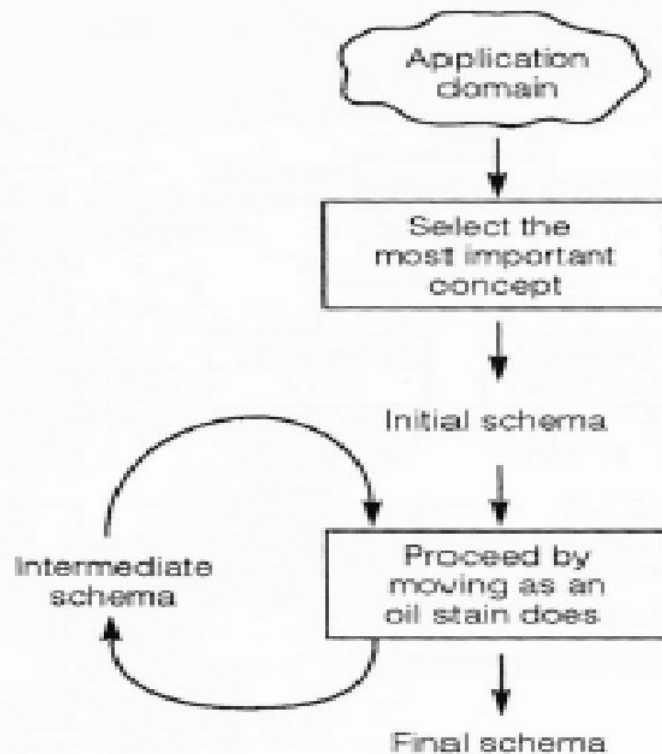 Application
domain
Select the
most important
concept
Initial schema
Intermediate
schema
Proceed by
moving as an
oil stain does
Final schema